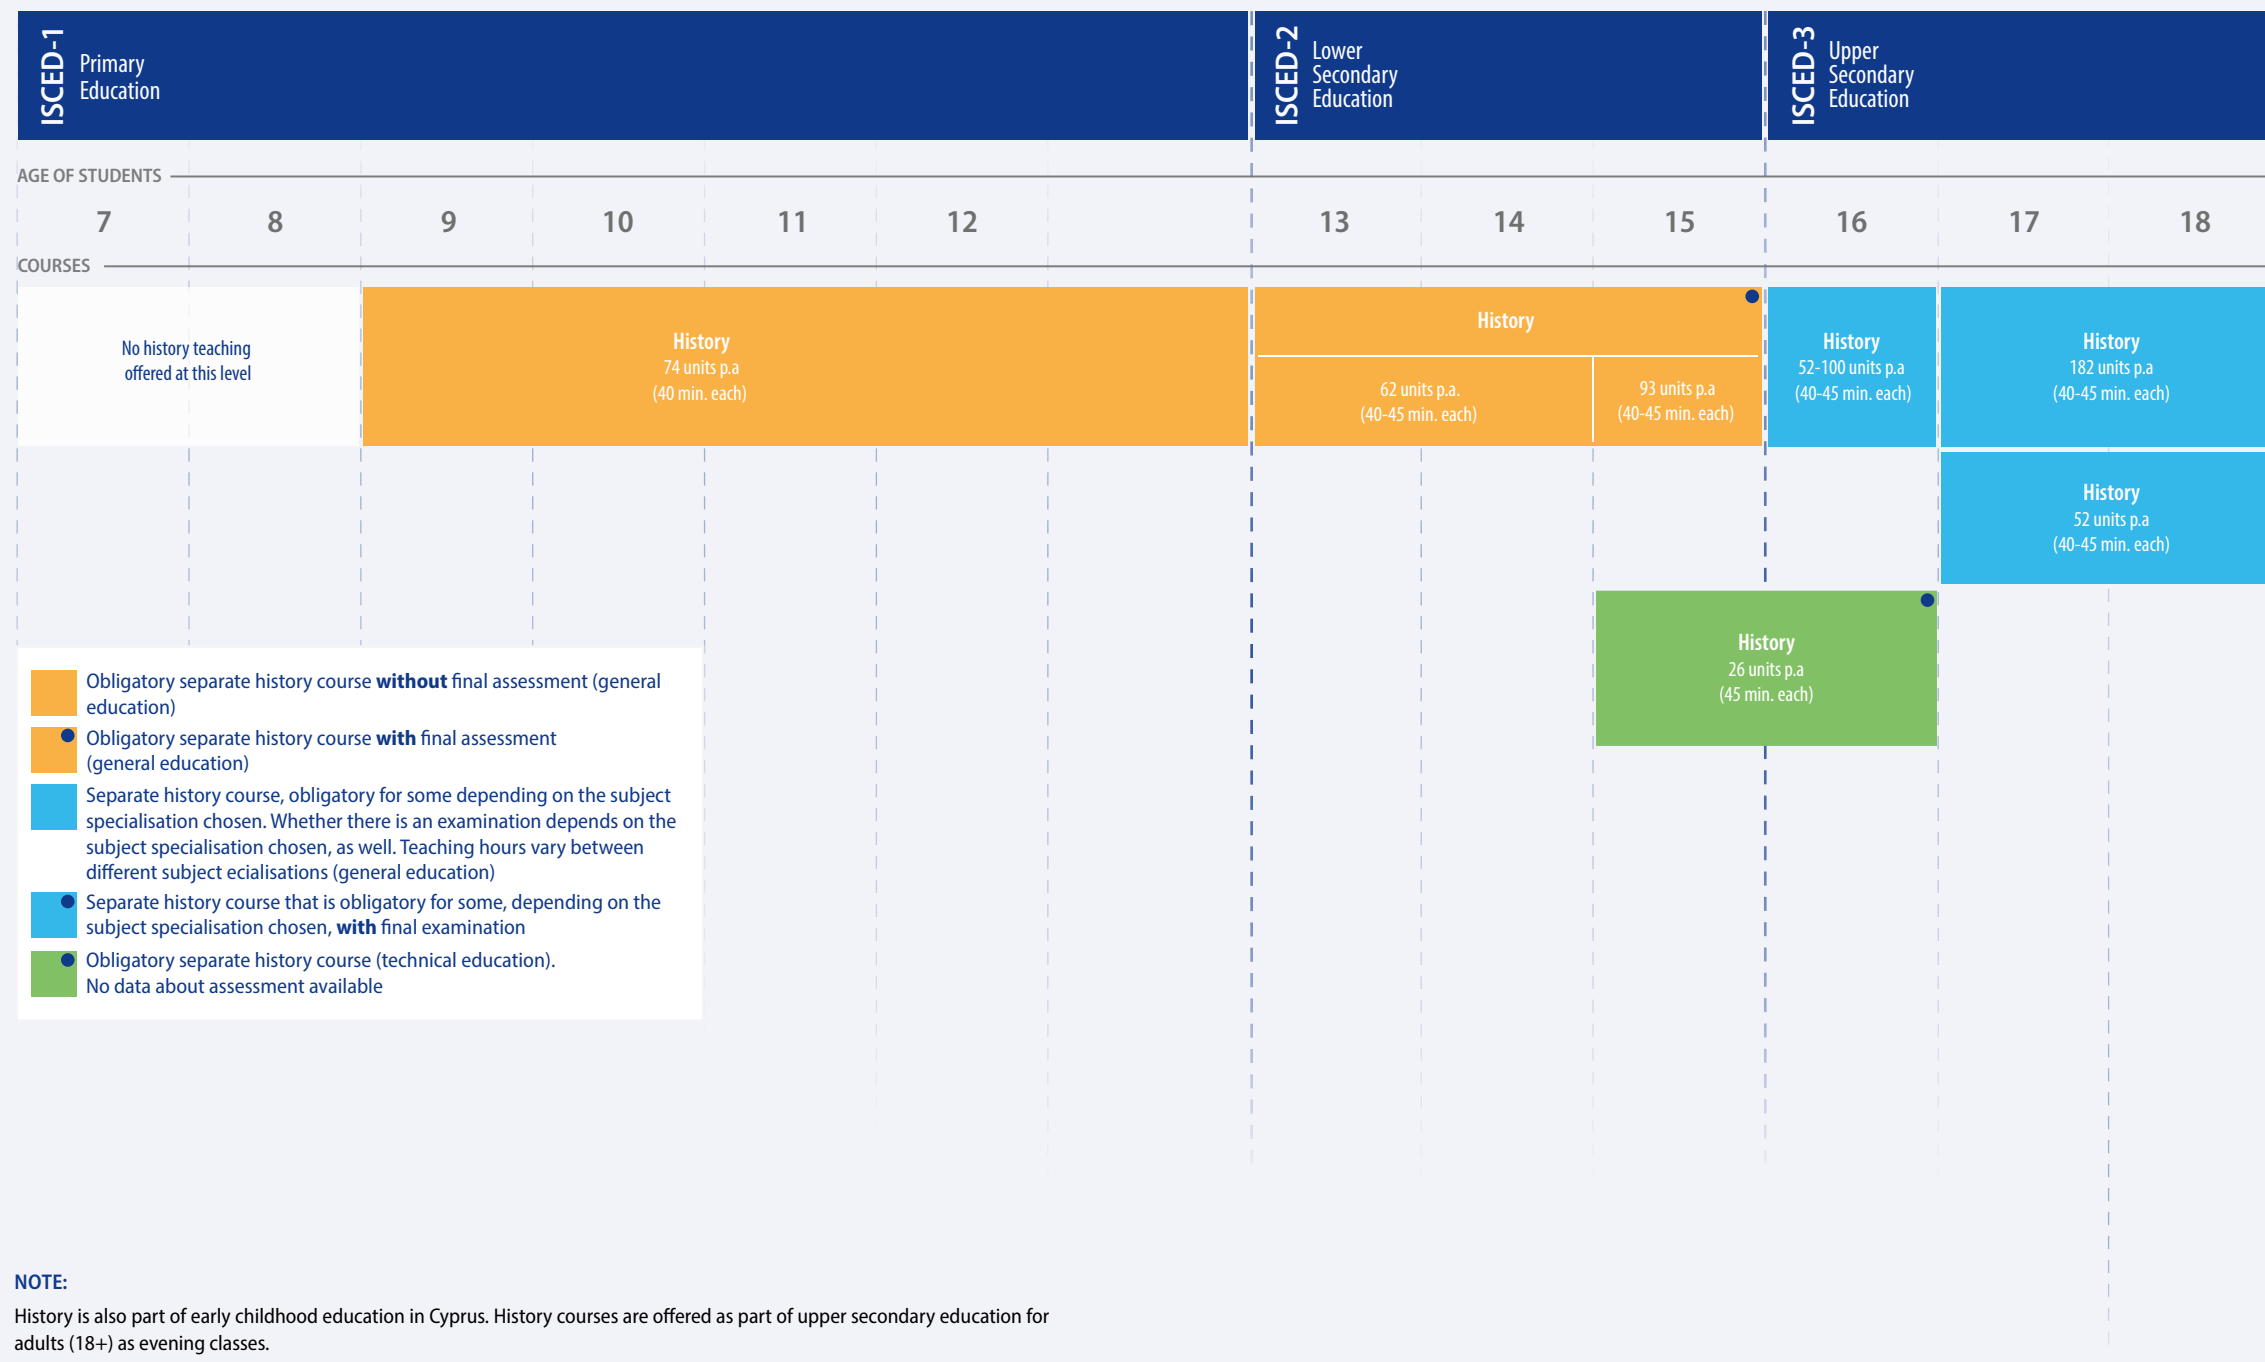 ISCED-1
Primary
Education
ISCED-2
Lower
Secondary
Education
ISCED-3
Upper
Secondary
Education
AGE OF STUDENTS
7 8 9 10 11 12 13 14 15 16 17 18
COURSES
No history teaching
offered at this level
History
74 units p.a
(40 min. each)
History
62 units p.a.
(40-45 min. each)
93 units p.a
(40-45 min. each)
History
52-100 units p.a
(40-45 min. each)
History
182 units p.a
(40-45 min. each)
History
52 units p.a
(40-45 min. each)
History
26 units p.a
(45 min. each)
Obligatory separate history course without final assessment (general
education)
Obligatory separate history course with final assessment
(general education)
Separate history course, obligatory for some depending on the subject
specialisation chosen. Whether there is an examination depends on the
subject specialisation chosen, as well. Teaching hours vary between
different subject ecialisations (general education)
Separate history course that is obligatory for some, depending on the
subject specialisation chosen, with final examination
Obligatory separate history course (technical education).
No data about assessment available
NOTE:
History is also part of early childhood education in Cyprus. History courses are offered as part of upper secondary education for
adults (18+) as evening classes.